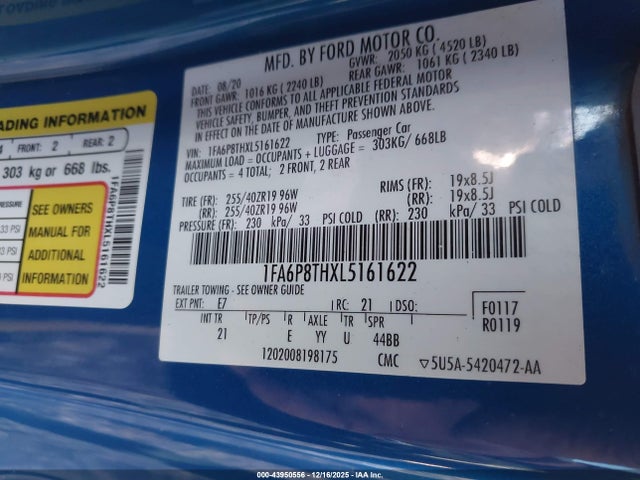 MFD. BY FORD MOTOR CO.
DATE: 08/20
GVWR: 2050 KG (4520 LB)
FRONT GAWR: 1016 KG (2240 LB)
REAR GAWR: 1061 KG (2340 LB)
THIS VEHICLE CONFORMS TO ALL APPLICABLE FEDERAL MOTOR
VEHICLE SAFETY, BUMPER, AND THEFT PREVENTION STANDARDS
IN EFFECT ON THE DATE OF MANUFACTURE SHOWN ABOVE.
VIN: 1FA6P8THXL5161622 TYPE: Passenger Car
MAXIMUM LOAD = OCCUPANTS + LUGGAGE = 303KG/ 668LB
OCCUPANTS = 4 TOTAL; 2 FRONT, 2 REAR
TIRE (FR): 255/40ZR19 96W RIMS (FR): 19x8.5J
(RR): 255/40ZR19 96W (RR): 19x8.5J
PRESSURE (FR): 230 kPa/ 33 PSI COLD (RR): 230 kPa/ 33 PSI COLD
1FA6P8THXL5161622
TRAILER TOWING - SEE OWNER GUIDE
EXT PNT: E7 RC: 21 DSO:
INT TR TP/PS R AXLE TR SPR
21 E YY U 44BB
F0117
R0119
1202008198175 CMC 5U5A-5420472-AA
ADING INFORMATION
FRONT: 2 REAR: 2
303 kg or 668 lbs.
SEE OWNERS
MANUAL FOR
ADDITIONAL
INFORMATION
33 PSI
1FA6P8THXL5161622
000-43950556 - 12/16/2025 - IAA, Inc.